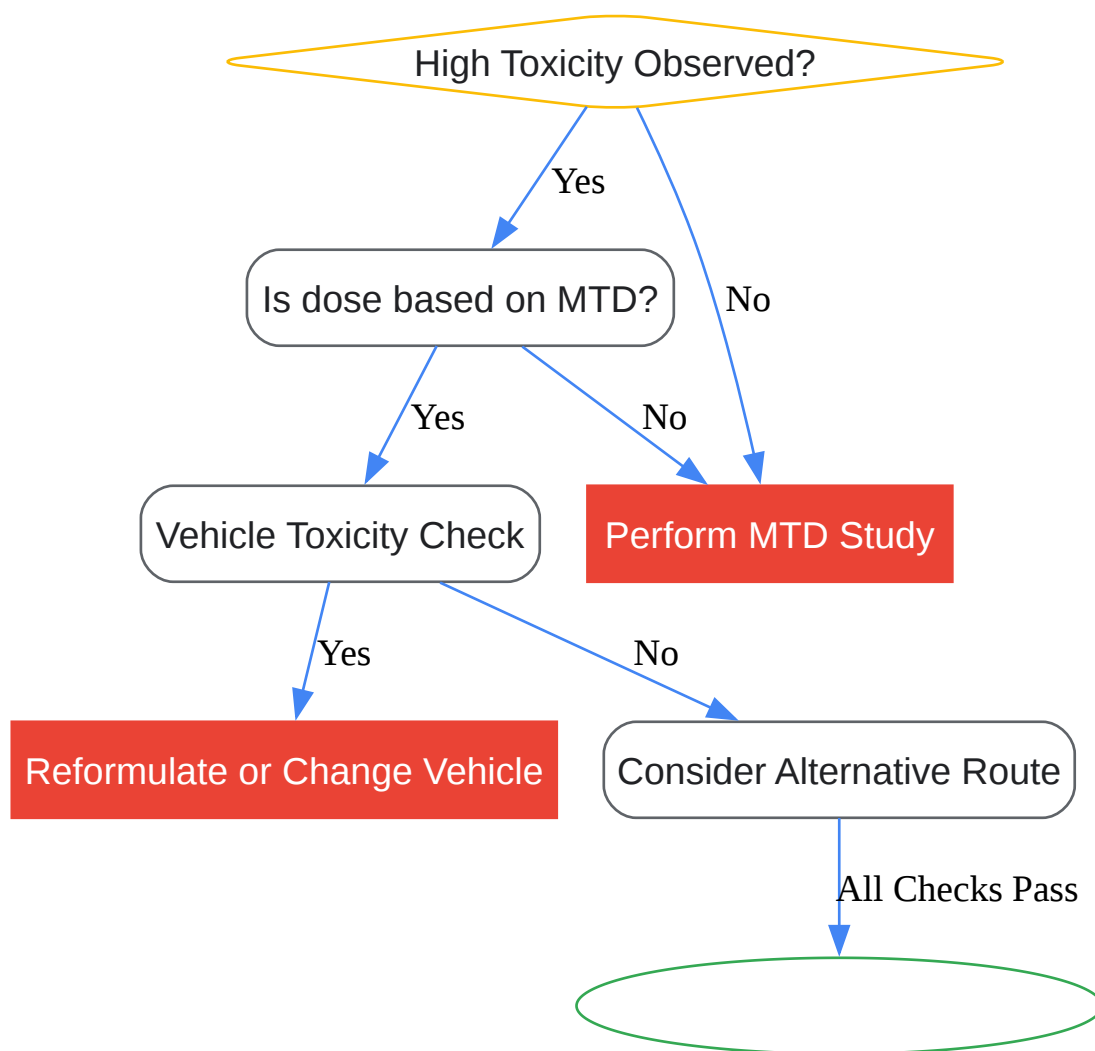 High Toxicity Observed?
Yes
Is dose based on MTD?
No
Yes
No
Vehicle Toxicity Check
Perform MTD Study
Yes
No
Reformulate or Change Vehicle
Consider Alternative Route
All Checks Pass